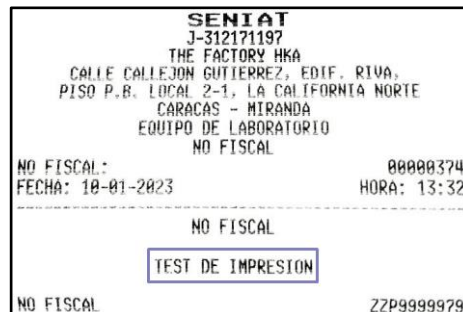 SENIAT
J-312171197
THE FACTORY HKA
CALLE CALLEJON GUTIERREZ, EDIF. RIVA,
PISO P.B. LOCAL 2-1, LA CALIFORNIA NORTE
CARACAS - MIRANDA
EQUIPO DE LABORATORIO
NO FISCAL
NO FISCAL: 00000374
FECHA: 10-01-2023 HORA: 13:32
NO FISCAL
TEST DE IMPRESION
NO FISCAL ZZP9999979